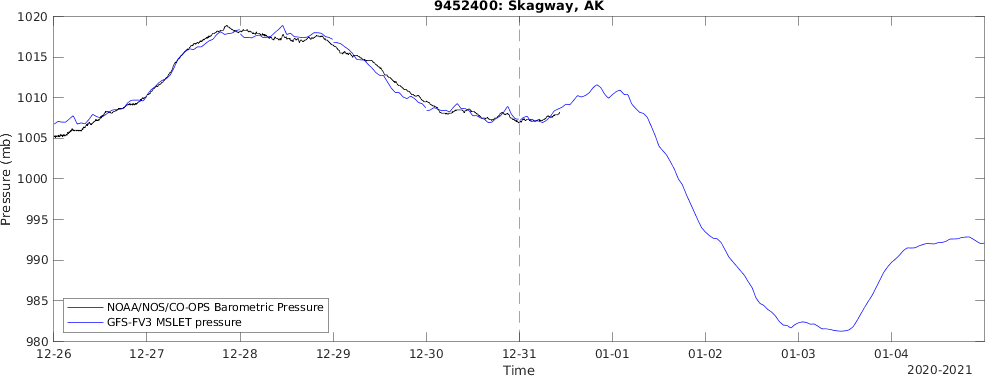 9452400: Skagway, AK
1020
1015
1010
1005
1000
995
990
985
980
Pressure (mb)
NOAA/NOS/CO-OPS Barometric Pressure
GFS-FV3 MSLET pressure
12-26 12-27 12-28 12-29 12-30 12-31 01-01 01-02 01-03 01-04
Time
2020-2021